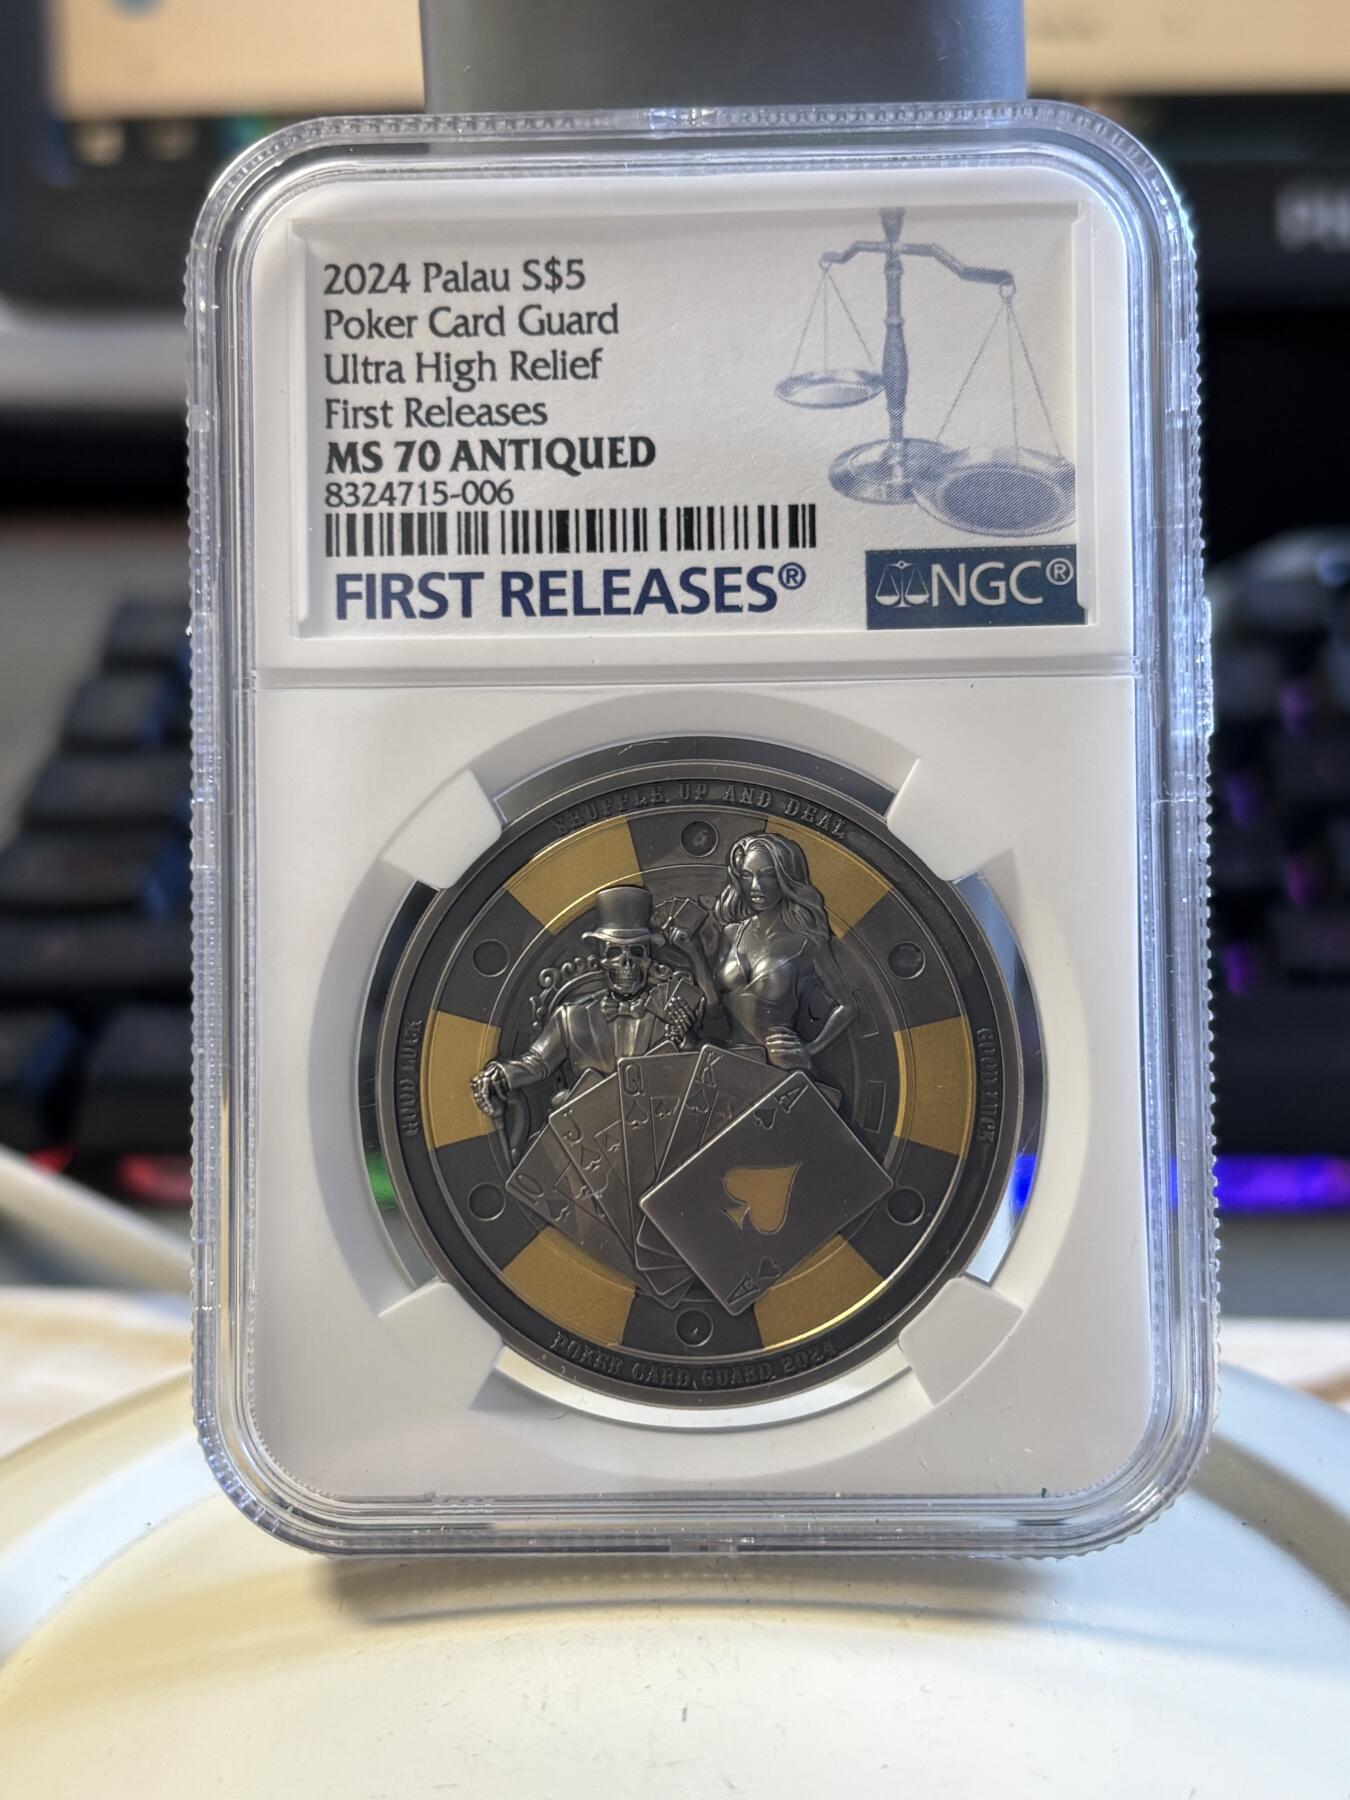 2024 Palau S$5
Poker Card Guard
Ultra High Relief
First Releases
MS 70 ANTIQUED
8324715-006
FIRST RELEASES®
NGC®
SHUFFLE UP AND DEAL
GOOD LUCK
GOOD LUCK
10
J
Q
K
A
A
POKER CARD GUARD 2024